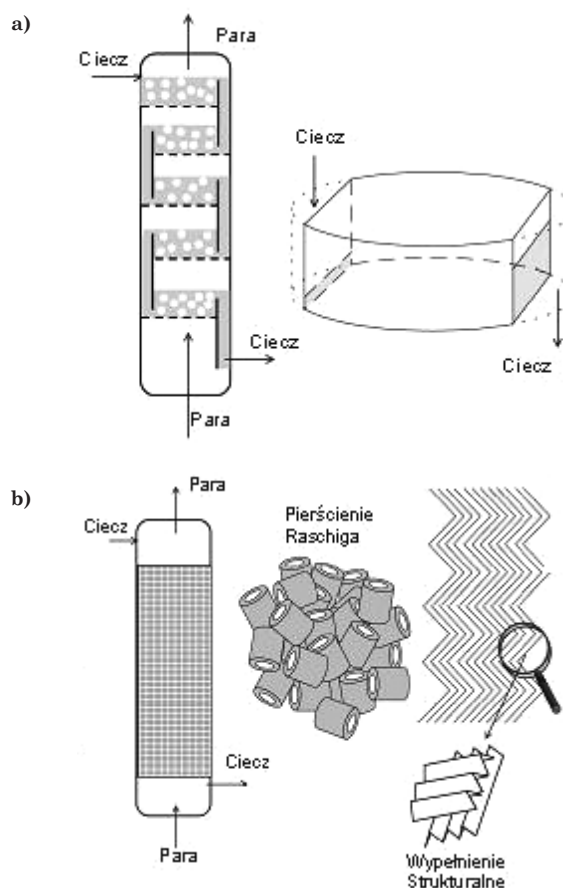 a)
Para
Ciecz
Ciecz
Ciecz
Para
Ciecz
b)
Para
Ciecz
Pierścienie
Raschiga
Ciecz
Para
Wypełnienie
Strukturalne